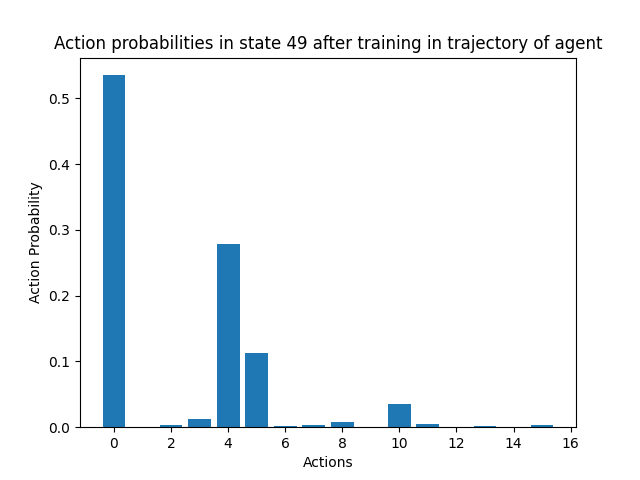 Action probabilities in state 49 after training in trajectory of agent
0.5
0.4
0.3
0.2
0.1
0.0
Action Probability
0 2 4 6 8 10 12 14 16
Actions